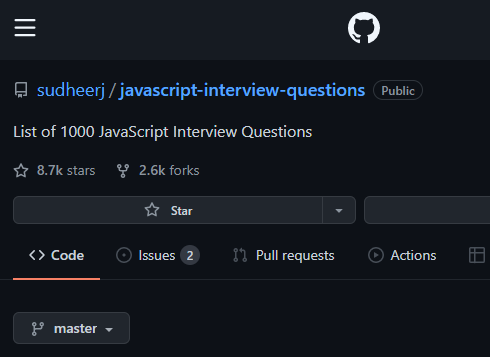 sudheerj / javascript-interview-questions Public
List of 1000 JavaScript Interview Questions
8.7k stars 2.6k forks
Star
Code Issues 2 Pull requests Actions
master